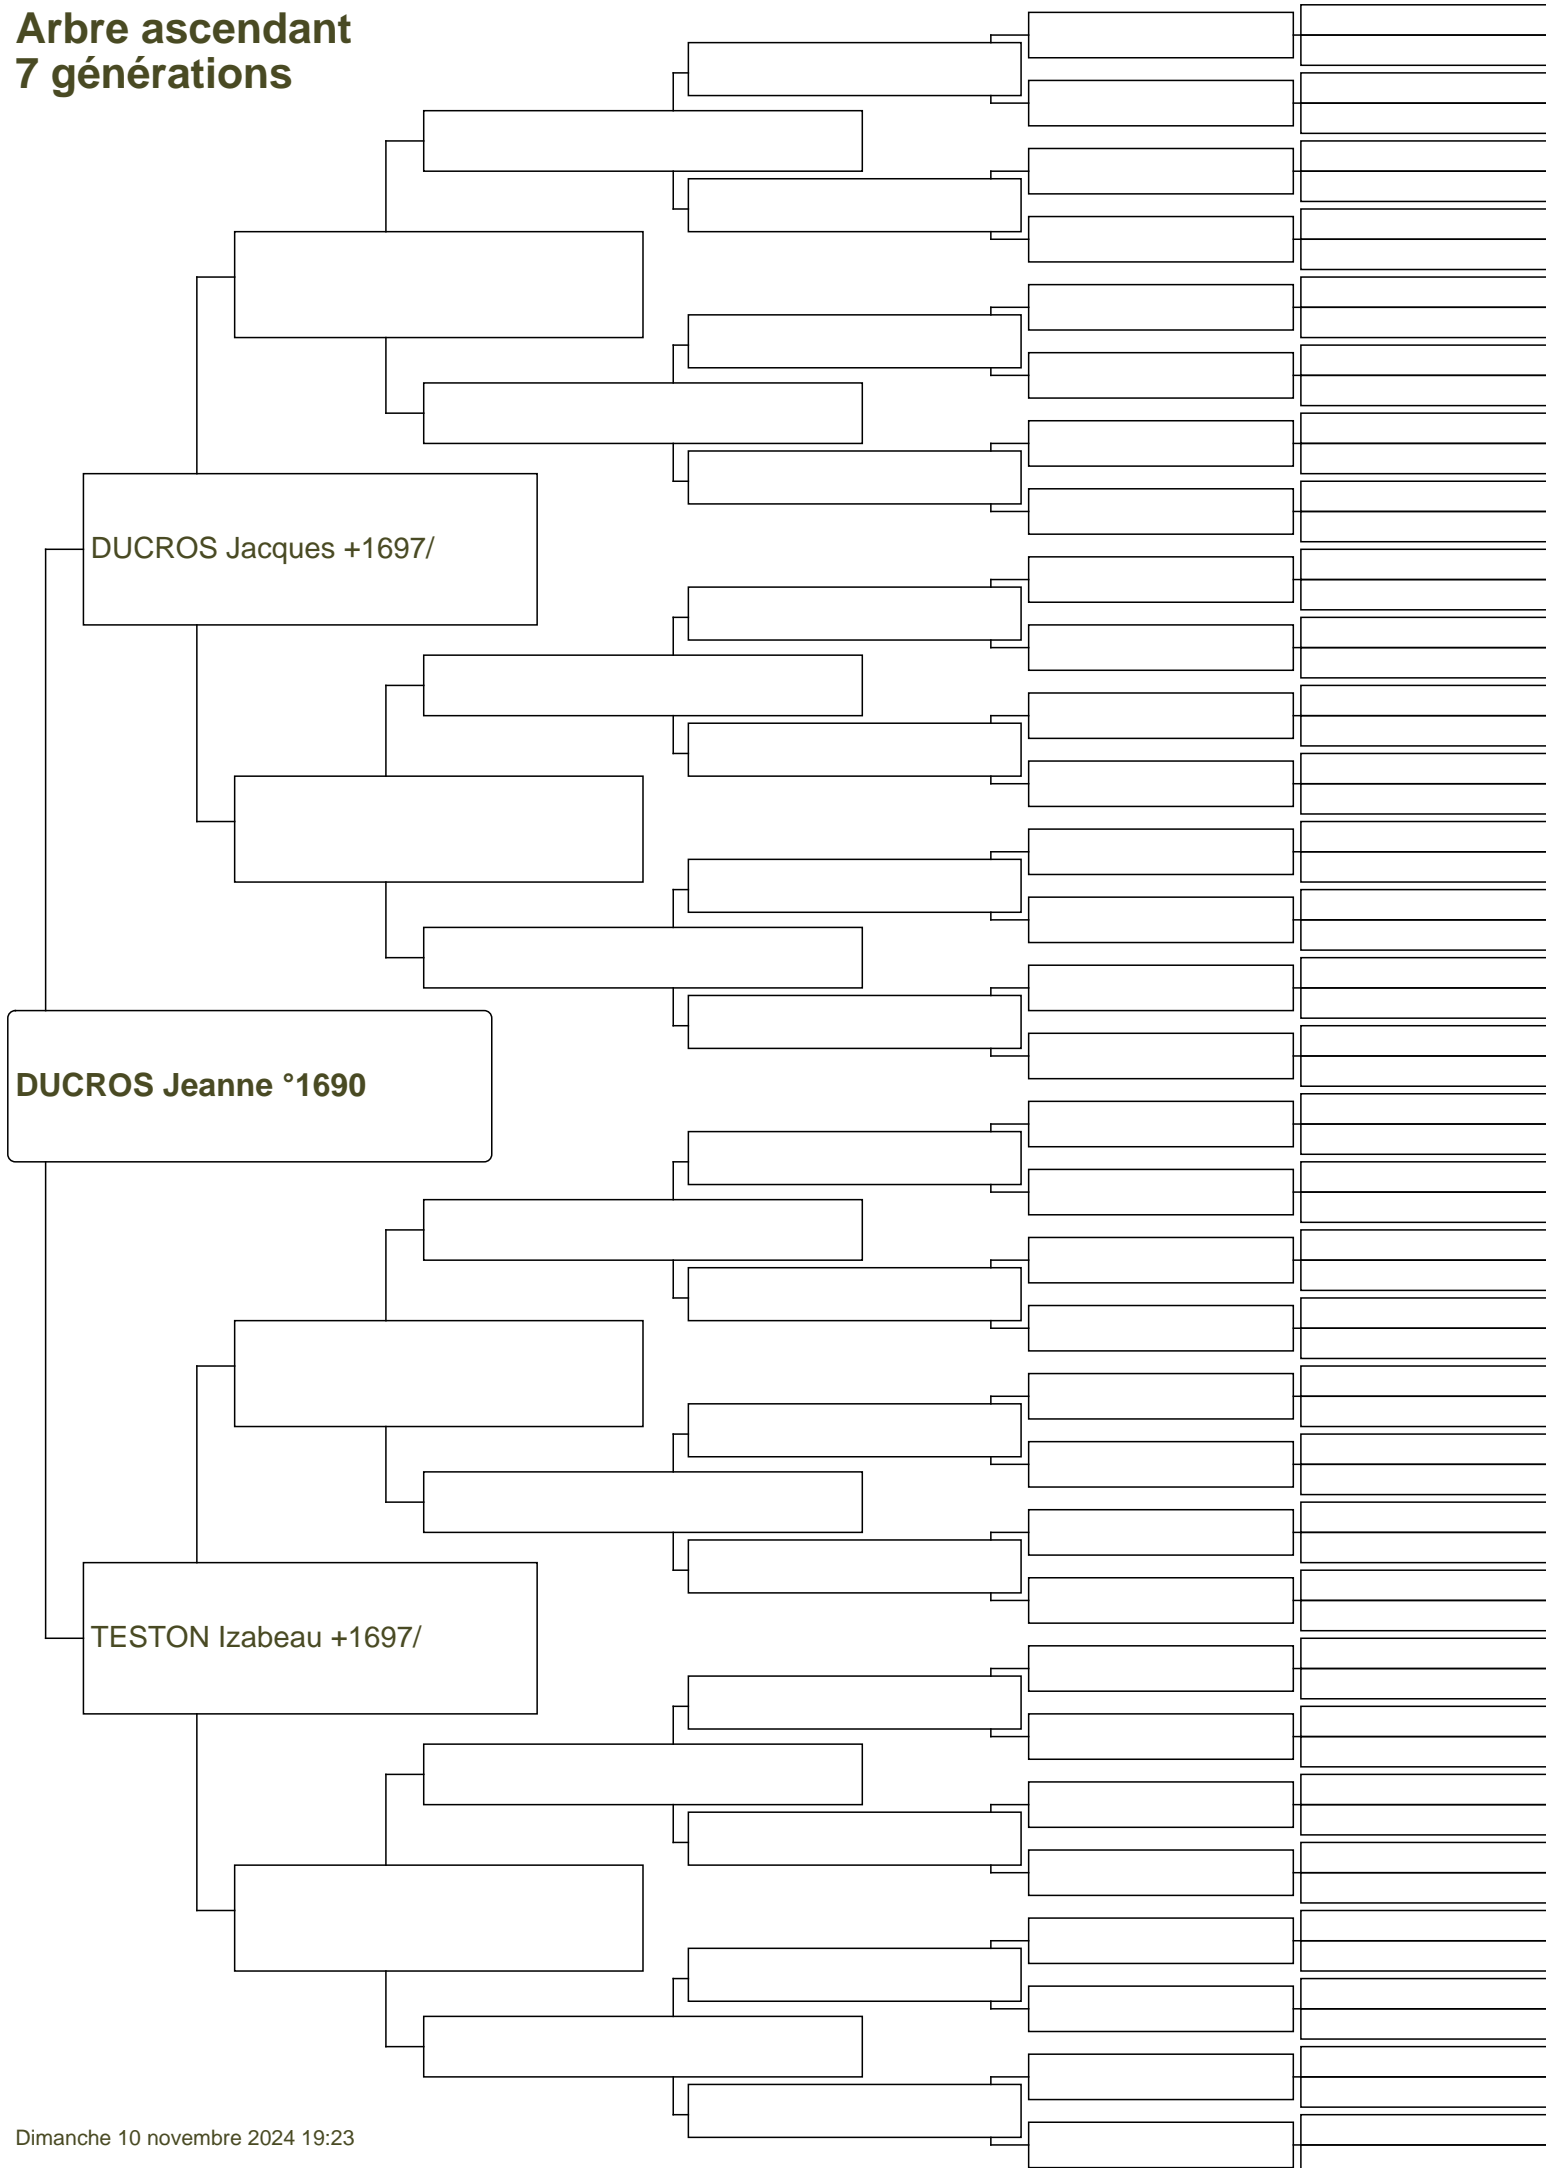 Arbre ascendant
7 générations
DUCROS Jacques +1697/
DUCROS Jeanne °1690
TESTON Izabeau +1697/
Dimanche 10 novembre 2024 19:23